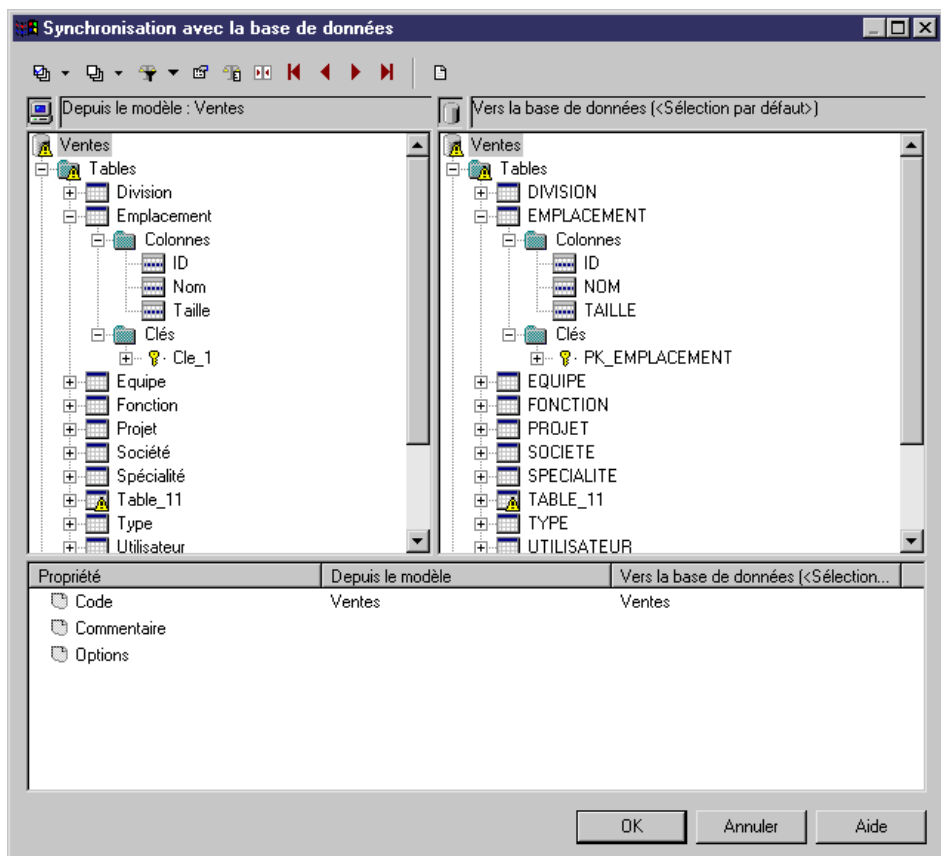 Synchronisation avec la base de données
Depuis le modèle : Ventes
Vers la base de données (<Sélection par défaut>)
Ventes
Tables
Division
Emplacement
Colonnes
ID
Nom
Taille
Clés
Cle_1
Equipe
Fonction
Projet
Société
Spécialité
Table_11
Type
Utilisateur
Ventes
Tables
DIVISION
EMPLACEMENT
Colonnes
ID
NOM
TAILLE
Clés
PK_EMPLACEMENT
EQUIPE
FONCTION
PROJET
SOCIETE
SPECIALITE
TABLE_11
TYPE
UTILISATEUR
Propriété Depuis le modèle Vers la base de données (<Sélection...
Code Ventes Ventes
Commentaire
Options
OK Annuler Aide